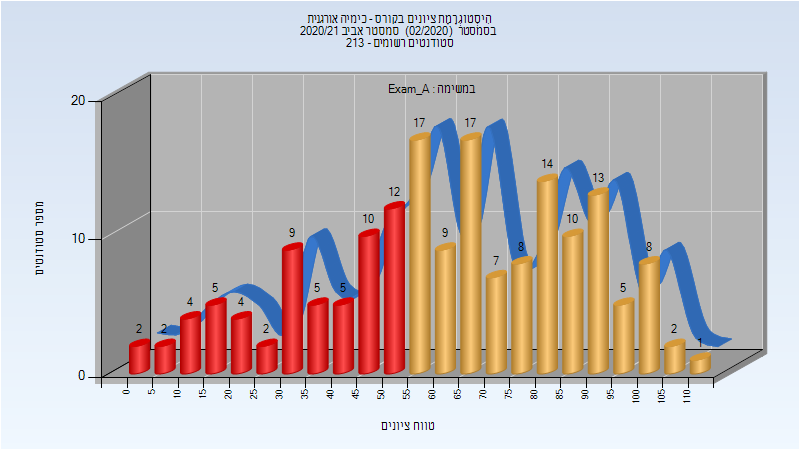 היסטוגרמת ציונים בקורס - כימיה אורגנית
בסמסטר (02/2020) סמסטר אביב 2020/21
סטודנטים רשומים - 213
במשימה : Exam_A
מספר סטודנטים
20
10
0
2 2 4 5 4 2 9 5 5 10 12 17 9 17 7 8 14 10 13 5 8 2 1
0 5 10 15 20 25 30 35 40 45 50 55 60 65 70 75 80 85 90 95 100 105 110
טווח ציונים